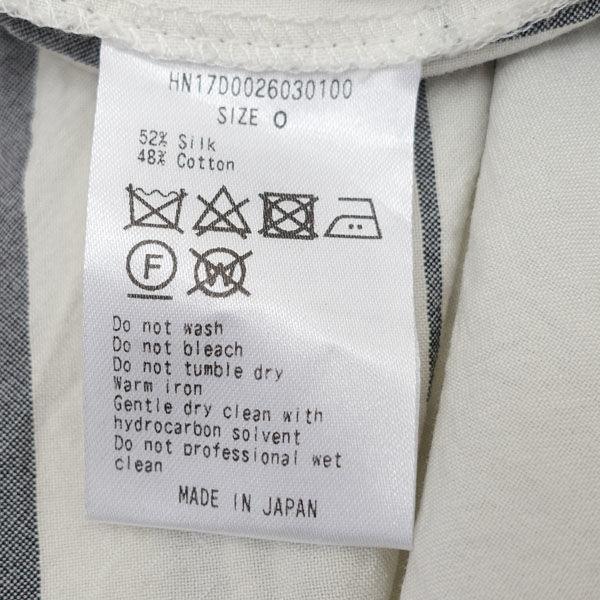 HN17D0026030100
SIZE 0
52% Silk
48% Cotton
F W
Do not wash
Do not bleach
Do not tumble dry
Warm iron
Gentle dry clean with
hydrocarbon solvent
Do not professional wet
clean
MADE IN JAPAN